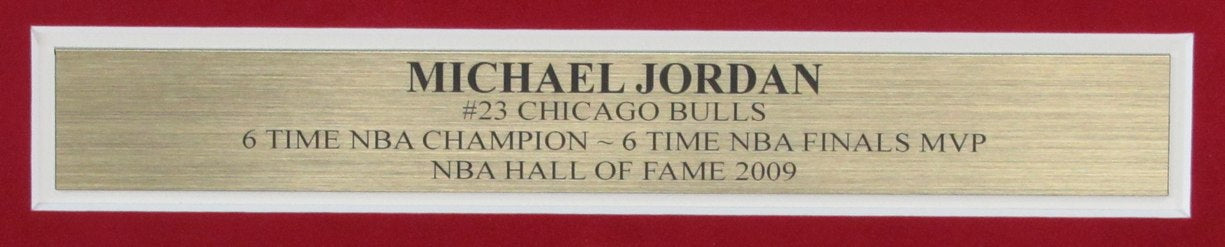 MICHAEL JORDAN
#23 CHICAGO BULLS
6 TIME NBA CHAMPION ~ 6 TIME NBA FINALS MVP
NBA HALL OF FAME 2009